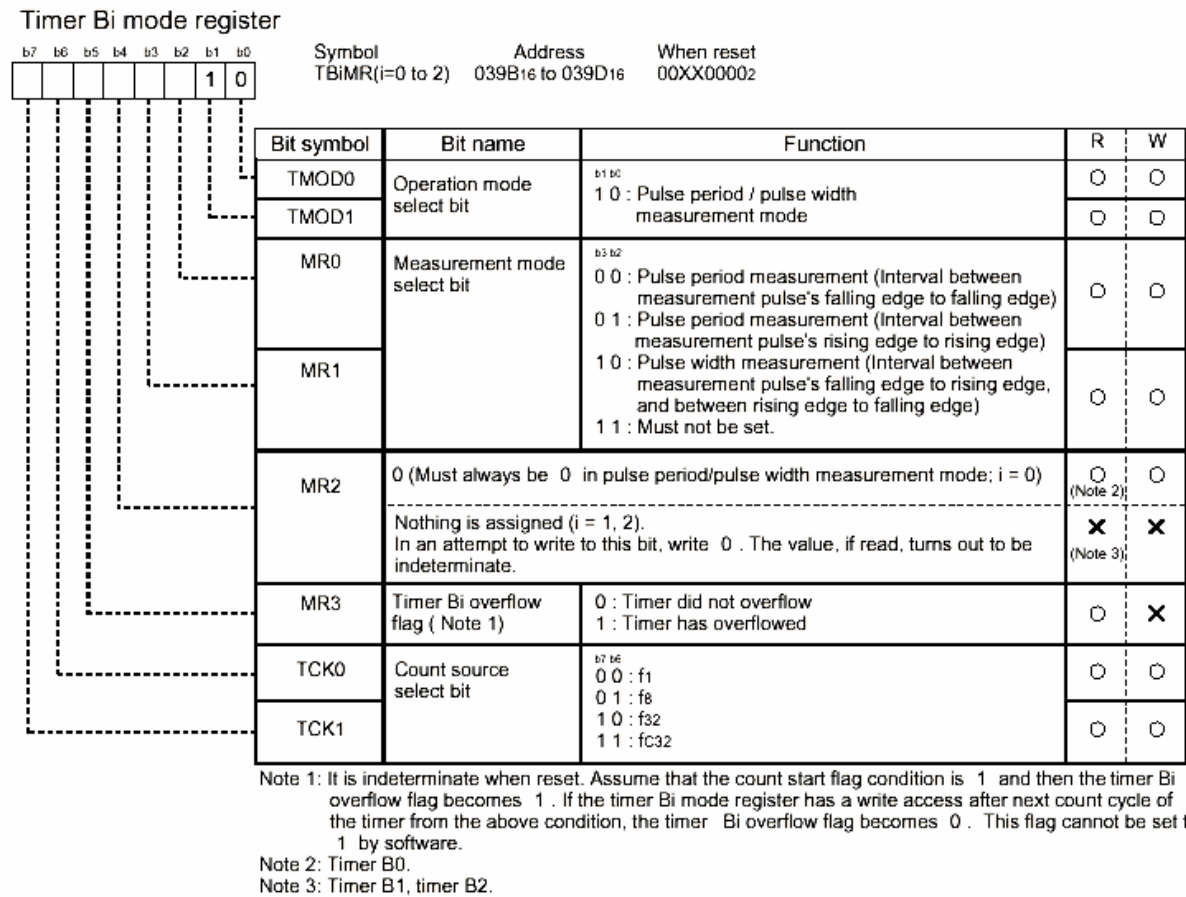 Timer Bi mode register
b7 b6 b5 b4 b3 b2 b1 b0
1 0
Symbol Address When reset
TBiMR(i=0 to 2) 039B16 to 039D16 00XX00002
Bit symbol Bit name Function R W
TMOD0
TMOD1
Operation mode
select bit
b1 b0
1 0 : Pulse period / pulse width
measurement mode
MR0
MR1
Measurement mode
select bit
b3 b2
0 0 : Pulse period measurement (Interval between
measurement pulse's falling edge to falling edge)
0 1 : Pulse period measurement (Interval between
measurement pulse's rising edge to rising edge)
1 0 : Pulse width measurement (Interval between
measurement pulse's falling edge to rising edge,
and between rising edge to falling edge)
1 1 : Must not be set.
MR2
0 (Must always be 0 in pulse period/pulse width measurement mode; i = 0)
(Note 2)
Nothing is assigned (i = 1, 2).
In an attempt to write to this bit, write 0 . The value, if read, turns out to be
indeterminate.
(Note 3)
MR3
Timer Bi overflow
flag ( Note 1)
0 : Timer did not overflow
1 : Timer has overflowed
TCK0
TCK1
Count source
select bit
b7 b6
0 0 : f1
0 1 : f8
1 0 : f32
1 1 : fC32
Note 1: It is indeterminate when reset. Assume that the count start flag condition is 1 and then the timer Bi
overflow flag becomes 1 . If the timer Bi mode register has a write access after next count cycle of
the timer from the above condition, the timer Bi overflow flag becomes 0 . This flag cannot be set
1 by software.
Note 2: Timer B0.
Note 3: Timer B1, timer B2.